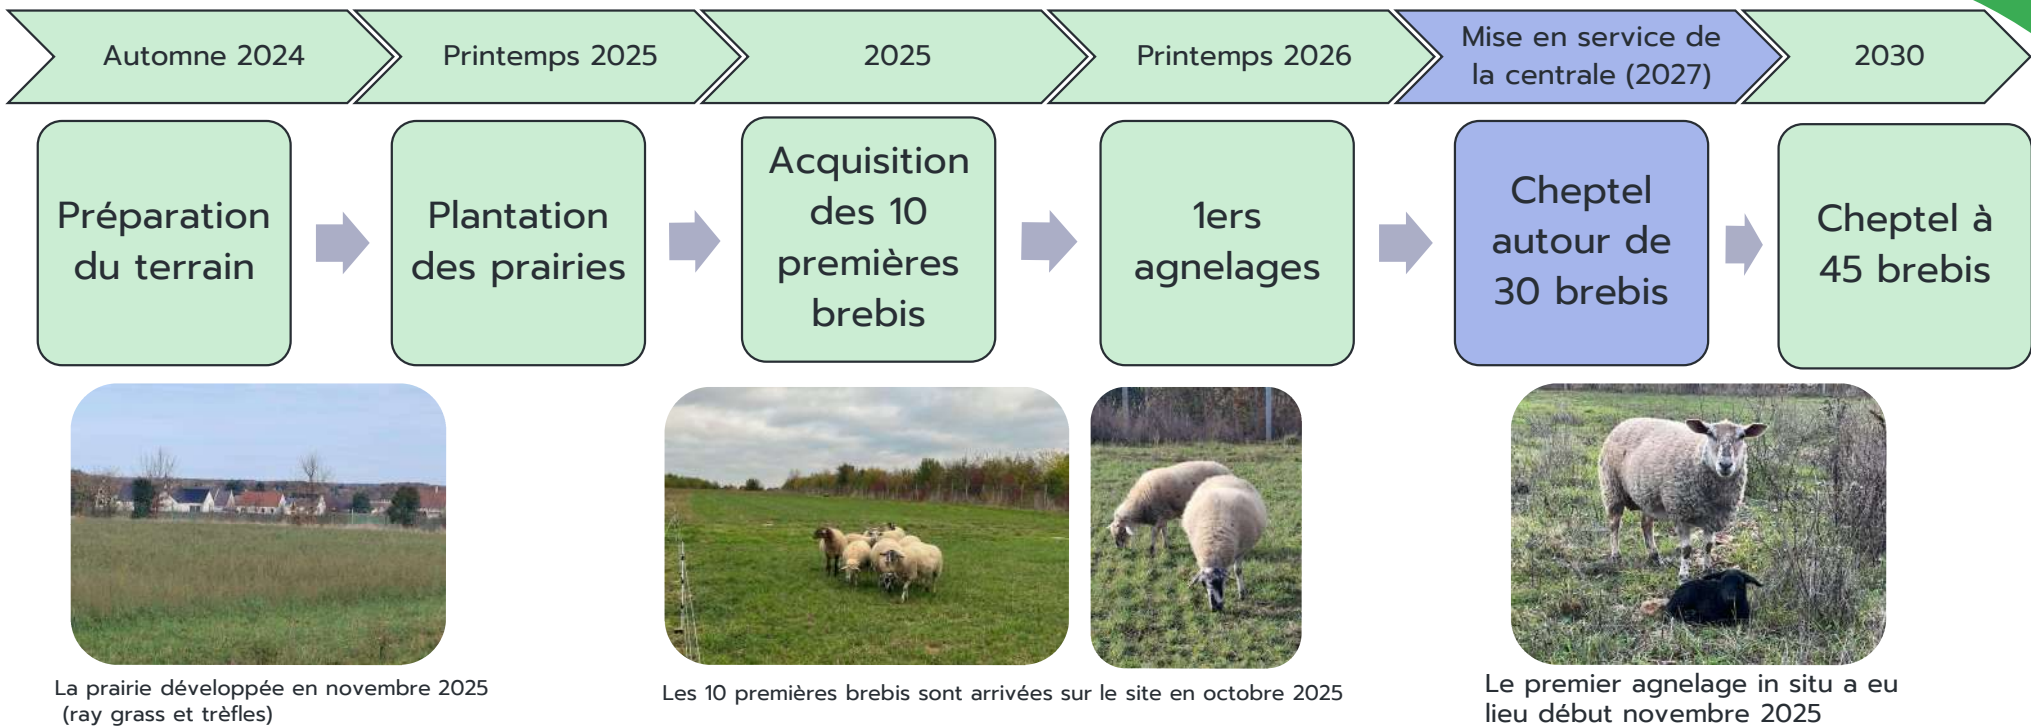 Automne 2024
Printemps 2025
2025
Printemps 2026
Mise en service de
la centrale (2027)
2030
Préparation
du terrain
Plantation
des prairies
Acquisition
des 10
premières
brebis
1ers
agnelages
Cheptel
autour de
30 brebis
Cheptel à
45 brebis
La prairie développée en novembre 2025
(ray grass et trèfles)
Les 10 premières brebis sont arrivées sur le site en octobre 2025
Le premier agnelage in situ a eu
lieu début novembre 2025